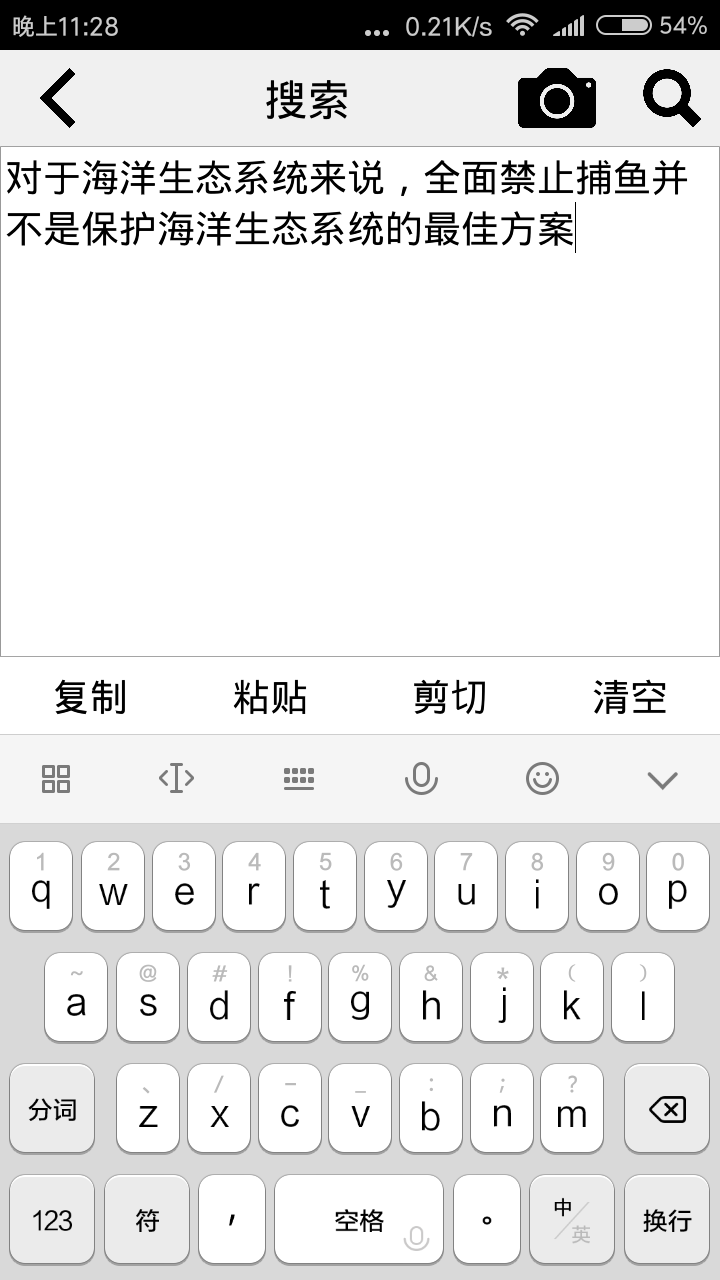 晚上11:28 ... 0.21K/s 54%
搜索
对于海洋生态系统来说，全面禁止捕鱼并
不是保护海洋生态系统的最佳方案
复制 粘贴 剪切 清空
1 2 3 4 5 6 7 8 9 0
q w e r t y u i o p
~ @ # ! % & * ( )
a s d f g h j k l
、 / － _ : ; ?
分词 z x c v b n m
123 符 ， 空格 。 中/英 换行